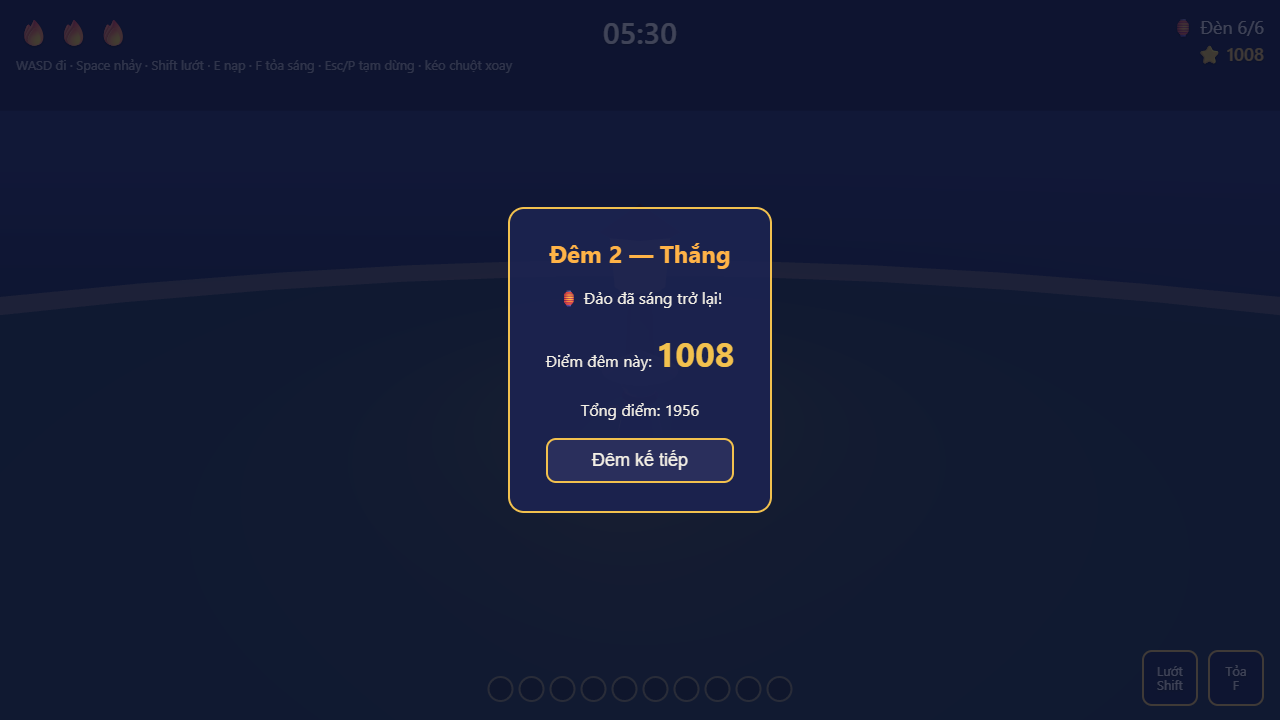 05:30
Đèn 6/6
1008
WASD đi · Space nhảy · Shift lướt · E nạp · F tỏa sáng · Esc/P tạm dừng · kéo chuột xoay
Đêm 2 — Thắng
Đảo đã sáng trở lại!
Điểm đêm này: 1008
Tổng điểm: 1956
Đêm kế tiếp
Lướt
Shift
Tỏa
F